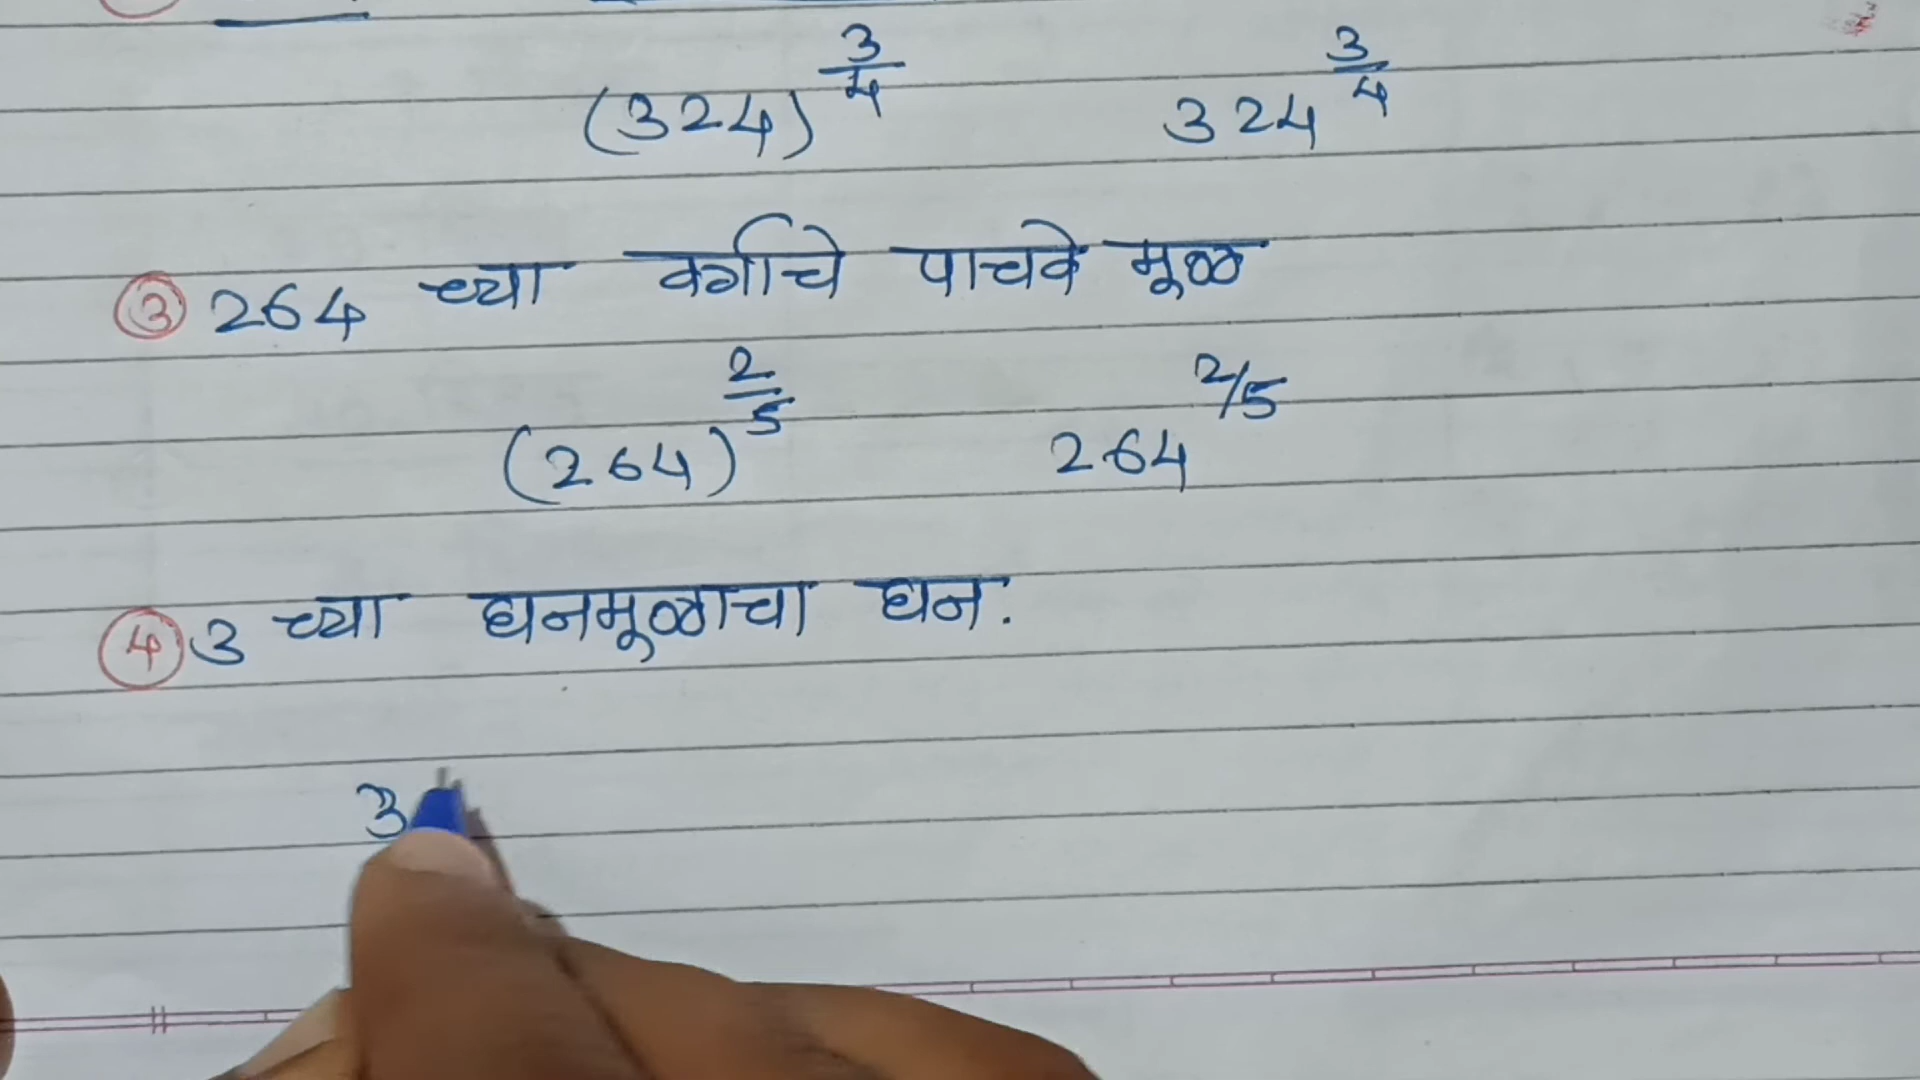 (324)^{3/4} 324^{3/4}
③ 264 च्या वर्गाचे पाचवे मूळ
(264)^{2/5} 264^{2/5}
④ 3 च्या घनमूळाचा घन.
3